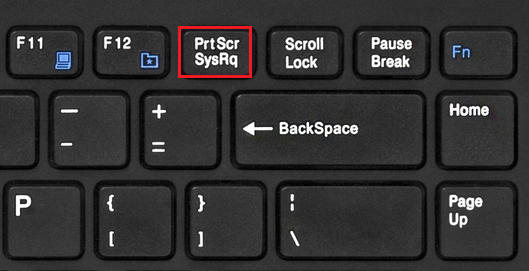 F11
F12
PrtScr
SysRq
Scroll
Lock
Pause
Break
Fn
—
-
+
=
← BackSpace
Home
P
{
[
}
]
¦
\
Page
Up